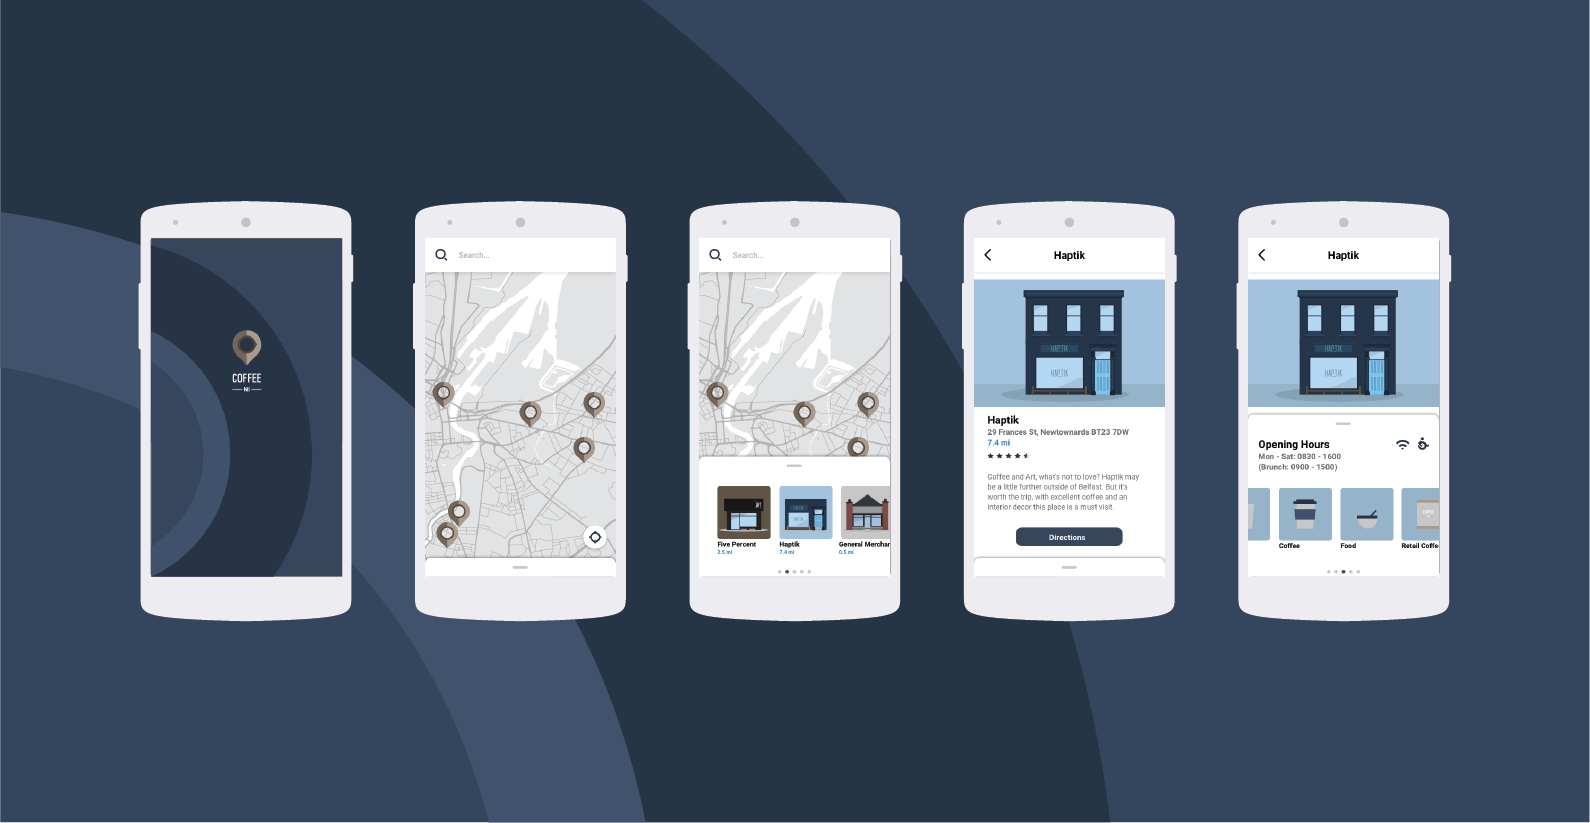 COFFEE
NI
Search...
Search...
Five Percent
2.5 mi
Haptik
7.4 mi
General Merchan
0.5 mi
Haptik
HAPTIK
HAPTIK
Haptik
29 Frances St, Newtownards BT23 7DW
7.4 mi
Coffee and Art, what's not to love? Haptik may
be a little further outside of Belfast. But it's
worth the trip, with excellent coffee and an
interior decor this place is a must visit.
Directions
Haptik
HAPTIK
HAPTIK
Opening Hours
Mon - Sat: 0830 - 1600
(Brunch: 0900 - 1500)
Coffee
Food
Retail Coffe